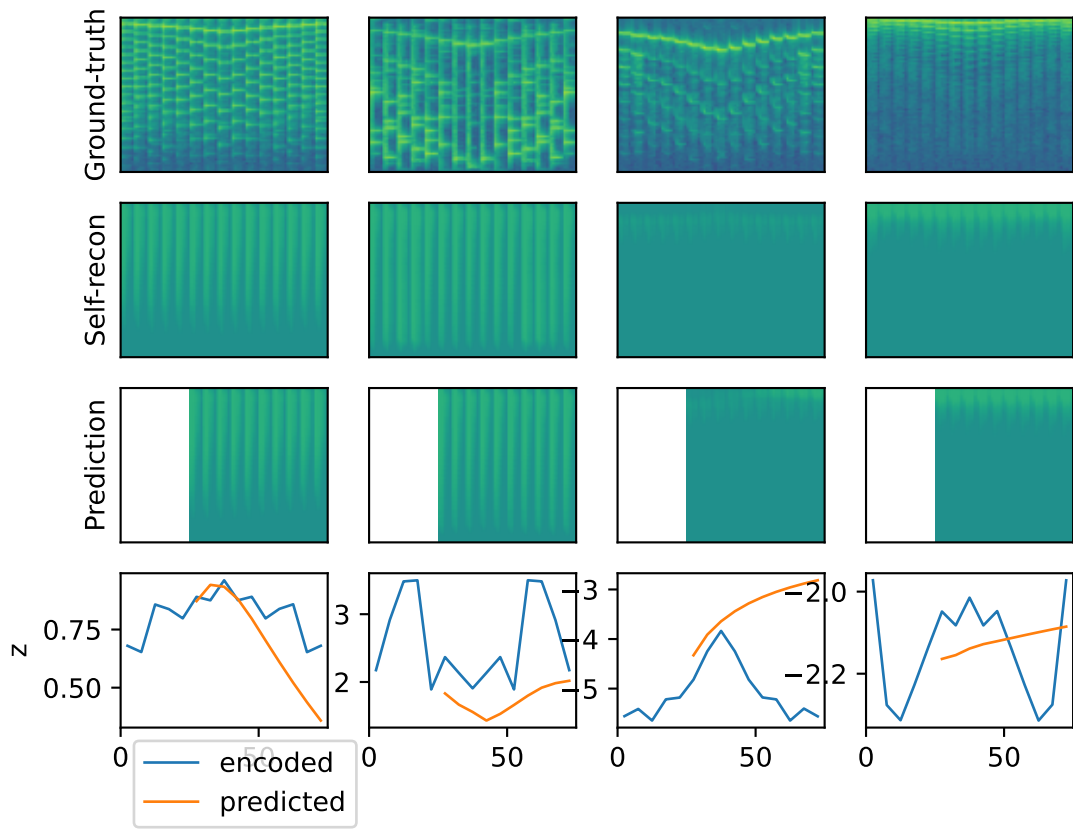 Ground-truth
Self-recon
Prediction
z
0.75
0.50
3
2
−3
−4
−5
−2.0
−2.2
0 50
0 50
0 50
0 50
encoded
predicted